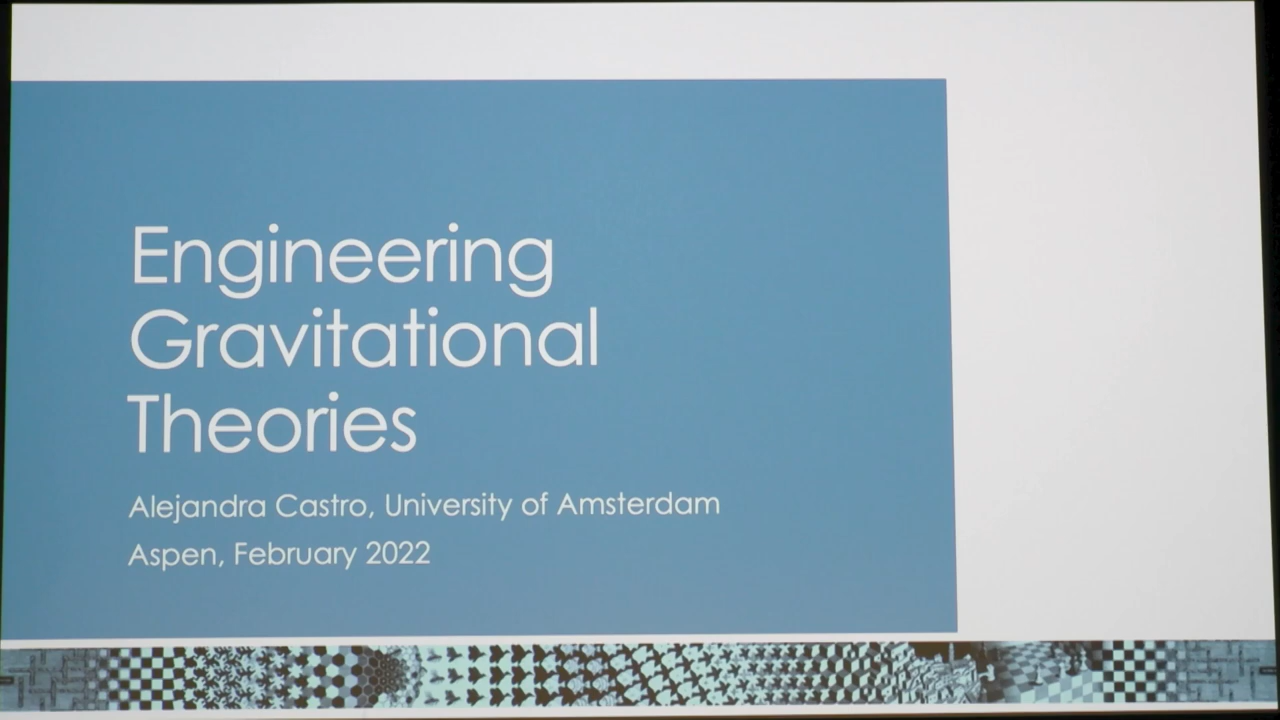 Engineering
Gravitational
Theories
Alejandra Castro, University of Amsterdam
Aspen, February 2022